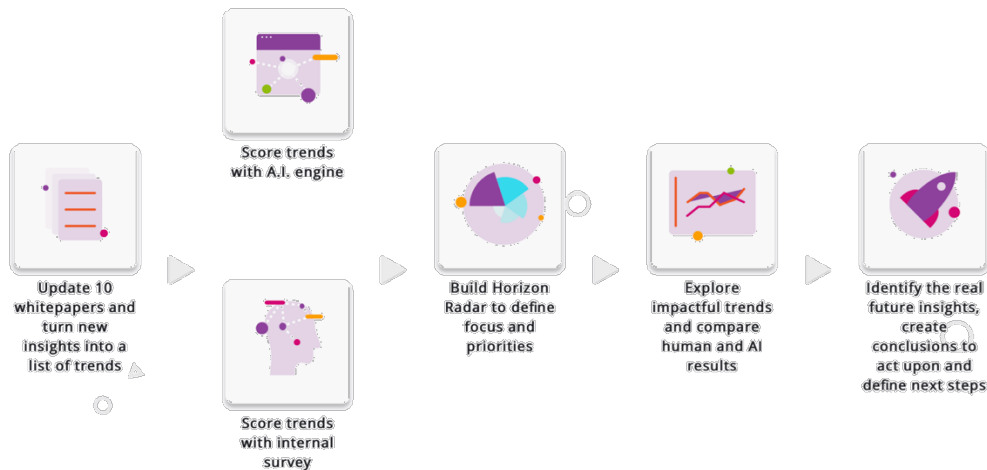 Update 10
whitepapers and
turn new
insights into a
list of trends
Score trends
with A.I. engine
Score trends
with internal
survey
Build Horizon
Radar to define
focus and
priorities
Explore
impactful trends
and compare
human and AI
results
Identify the real
future insights,
create
conclusions to
act upon and
define next steps